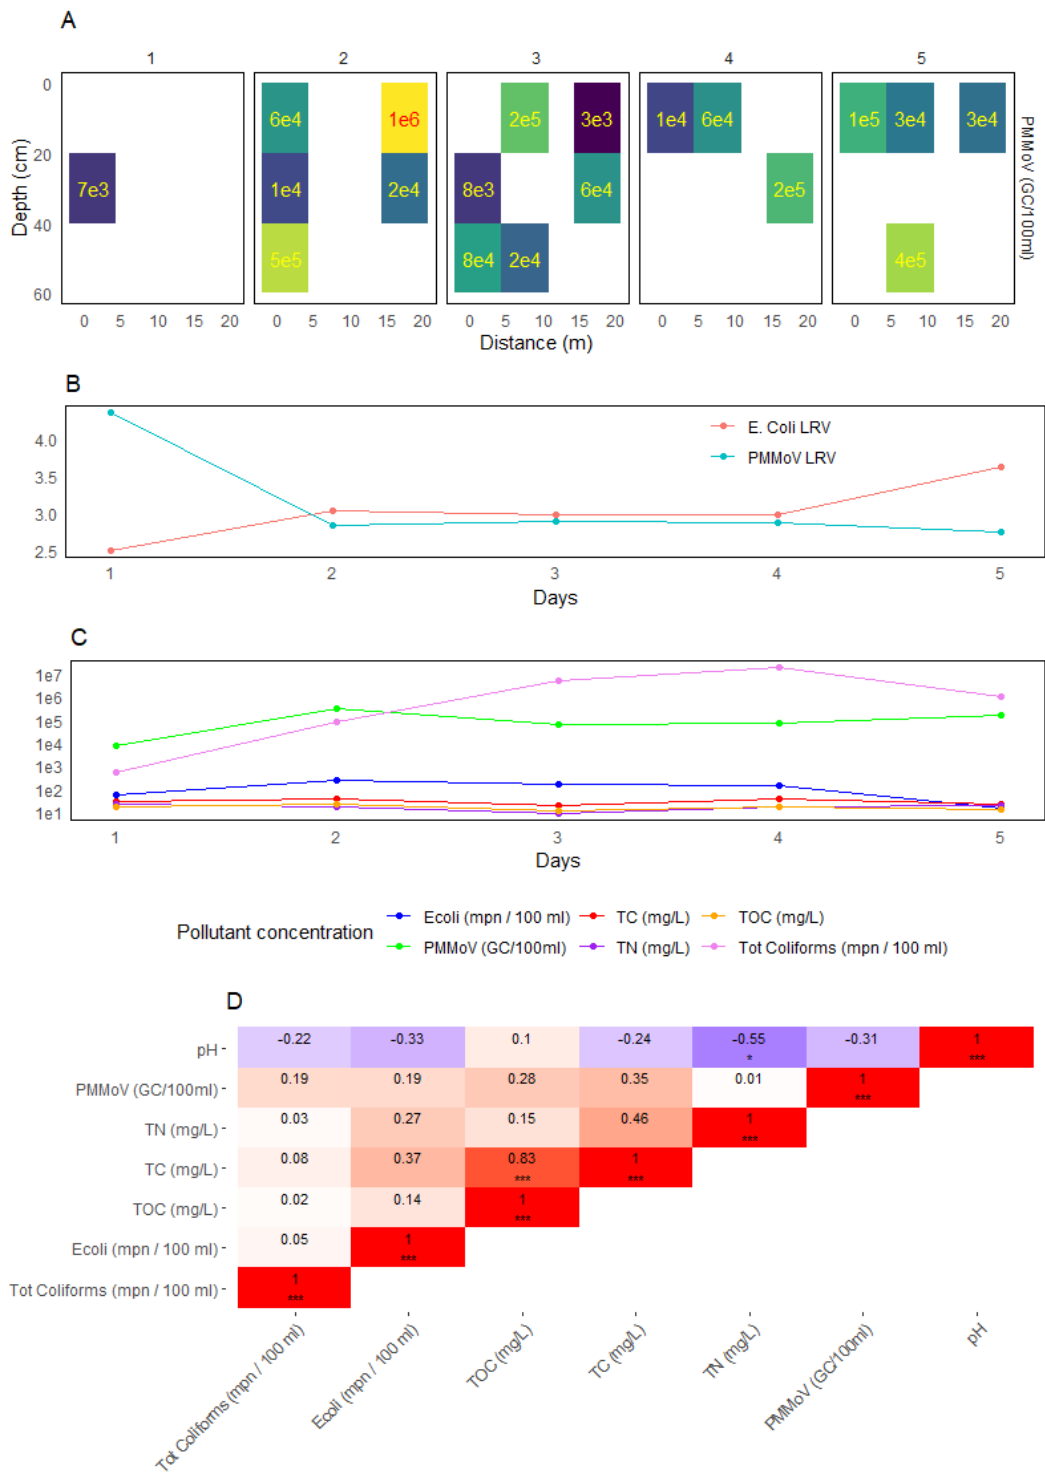 A
1 2 3 4 5
0 6e4 1e6 2e5 3e3 1e4 6e4 1e5 3e4 3e4
20
7e3 1e4 2e4 8e3 6e4 2e5
40
5e5 8e4 2e4 4e5
60
Depth (cm)
PMMoV (GC/100ml)
0 5 10 15 20 0 5 10 15 20 0 5 10 15 20 0 5 10 15 20 0 5 10 15 20
Distance (m)
B
4.0
3.5
3.0
2.5
E. Coli LRV
PMMoV LRV
1 2 3 4 5
Days
C
1e7
1e6
1e5
1e4
1e3
1e2
1e1
1 2 3 4 5
Days
Pollutant concentration
Ecoli (mpn / 100 ml) TC (mg/L) TOC (mg/L)
PMMoV (GC/100ml) TN (mg/L) Tot Coliforms (mpn / 100 ml)
D
pH -0.22 -0.33 0.1 -0.24 -0.55 -0.31 1
* ***
PMMoV (GC/100ml) 0.19 0.19 0.28 0.35 0.01 1
***
TN (mg/L) 0.03 0.27 0.15 0.46 1
***
TC (mg/L) 0.08 0.37 0.83 1
*** ***
TOC (mg/L) 0.02 0.14 1
***
Ecoli (mpn / 100 ml) 0.05 1
***
Tot Coliforms (mpn / 100 ml) 1
***
Tot Coliforms (mpn / 100 ml)
Ecoli (mpn / 100 ml)
TOC (mg/L)
TC (mg/L)
TN (mg/L)
PMMoV (GC/100ml)
pH